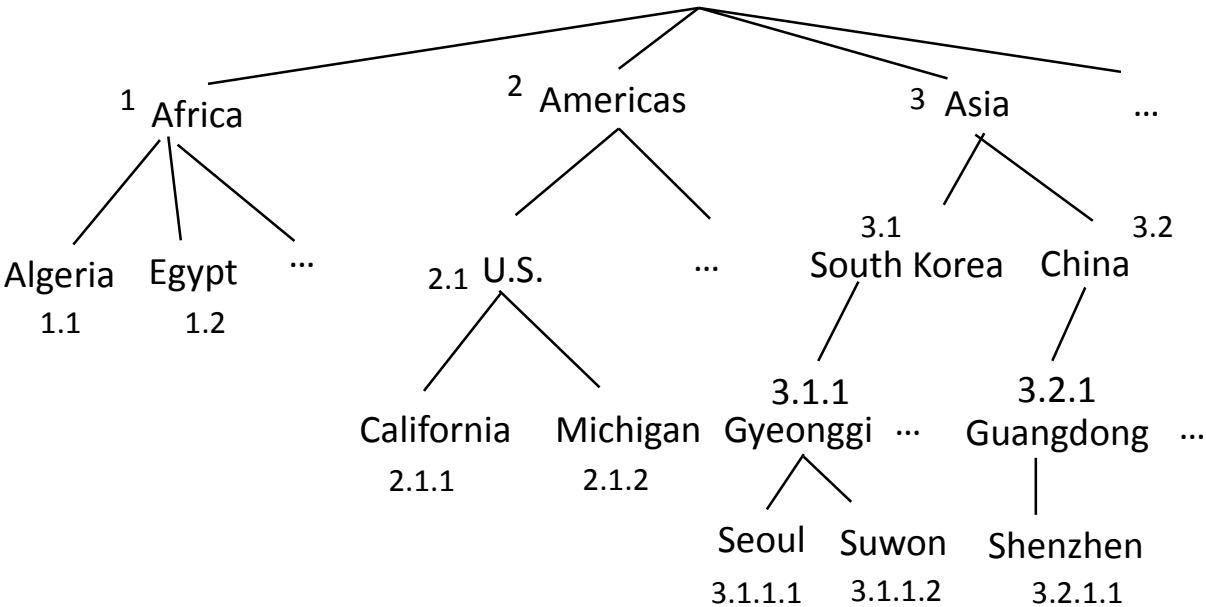 1 Africa
2 Americas
3 Asia
...
Algeria
1.1
Egypt
1.2
...
2.1 U.S.
...
3.1
South Korea
3.2
China
California
2.1.1
Michigan
2.1.2
3.1.1
Gyeonggi
...
3.2.1
Guangdong
...
Seoul
3.1.1.1
Suwon
3.1.1.2
Shenzhen
3.2.1.1